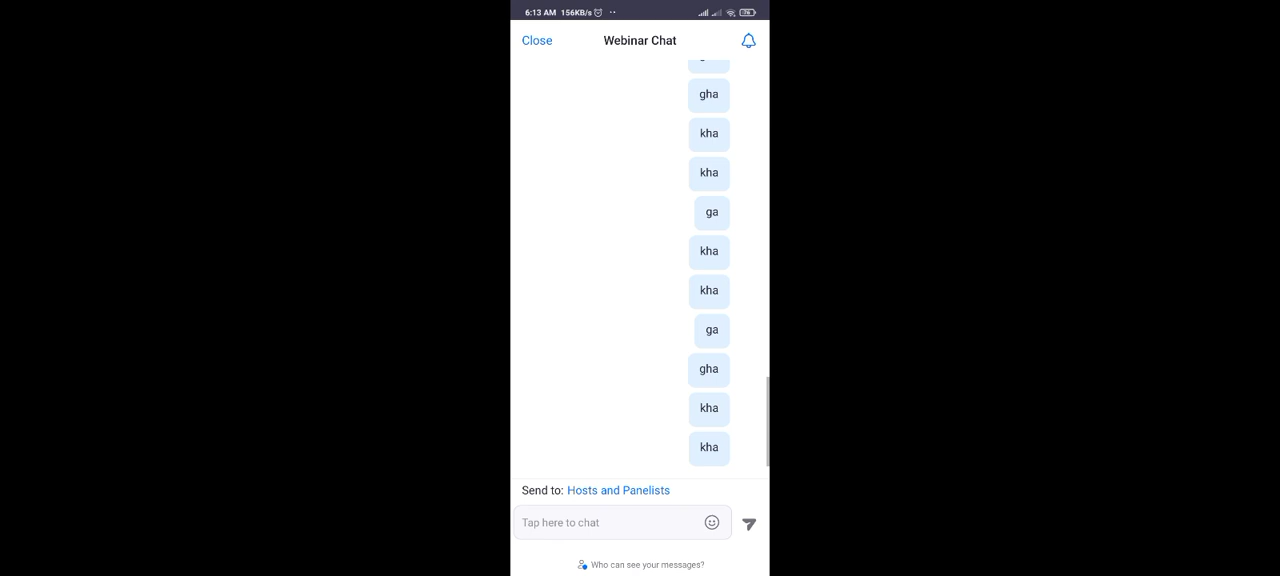 6:13 AM 156KB/s
76
Close
Webinar Chat
gha
kha
kha
ga
kha
kha
ga
gha
kha
kha
Send to: Hosts and Panelists
Tap here to chat
Who can see your messages?